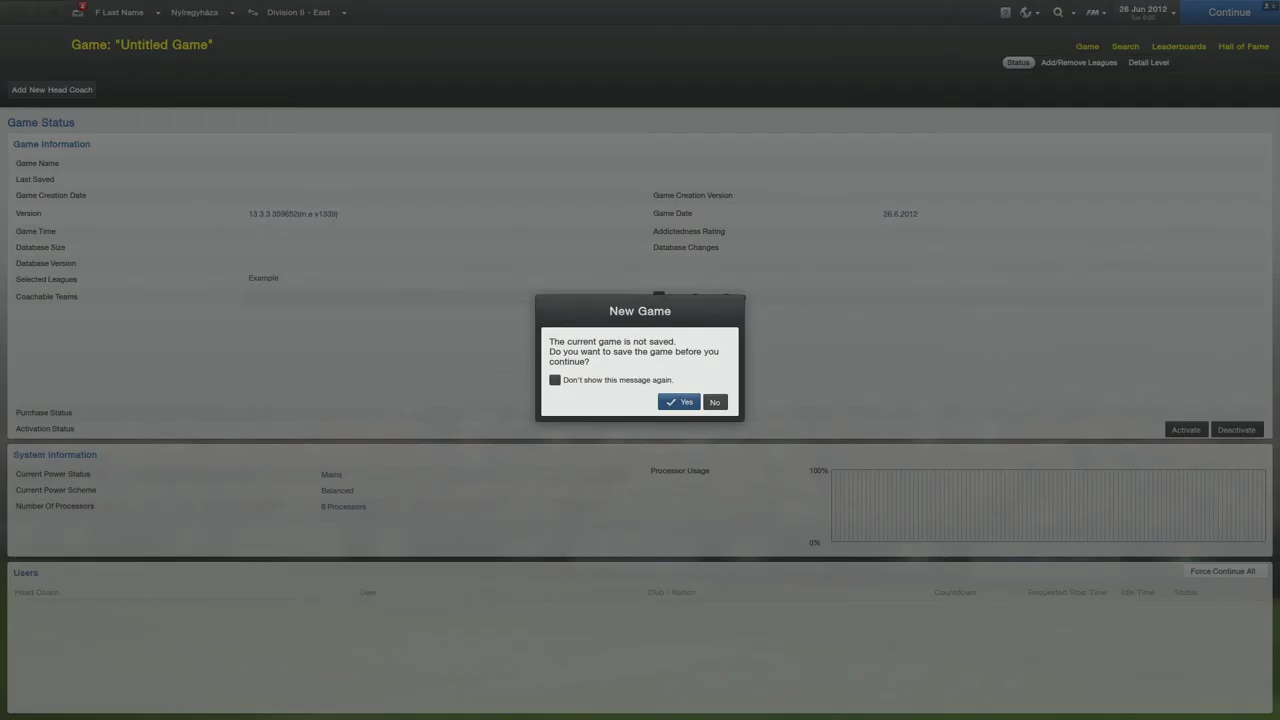 2
F Last Name
Nyíregyháza
Division II - East
FM
26 Jun 2012
Tue 9:00
Continue
Game: "Untitled Game"
Game Search Leaderboards Hall of Fame
Status Add/Remove Leagues Detail Level
Add New Head Coach
Game Status
Game Information
Game Name
Last Saved
Game Creation Date Game Creation Version
Version 13.3.3 359652(m.e v1339) Game Date 26.6.2012
Game Time Addictedness Rating
Database Size Database Changes
Database Version
Selected Leagues Example
Coachable Teams
New Game
The current game is not saved.
Do you want to save the game before you
continue?
Don't show this message again.
Yes No
Purchase Status
Activation Status Activate Deactivate
System Information
Current Power Status Mains Processor Usage 100%
Current Power Scheme Balanced
Number Of Processors 8 Processors
0%
Users Force Continue All
Head Coach User Club - Nation Countdown Requested Stop Time Idle Time Status